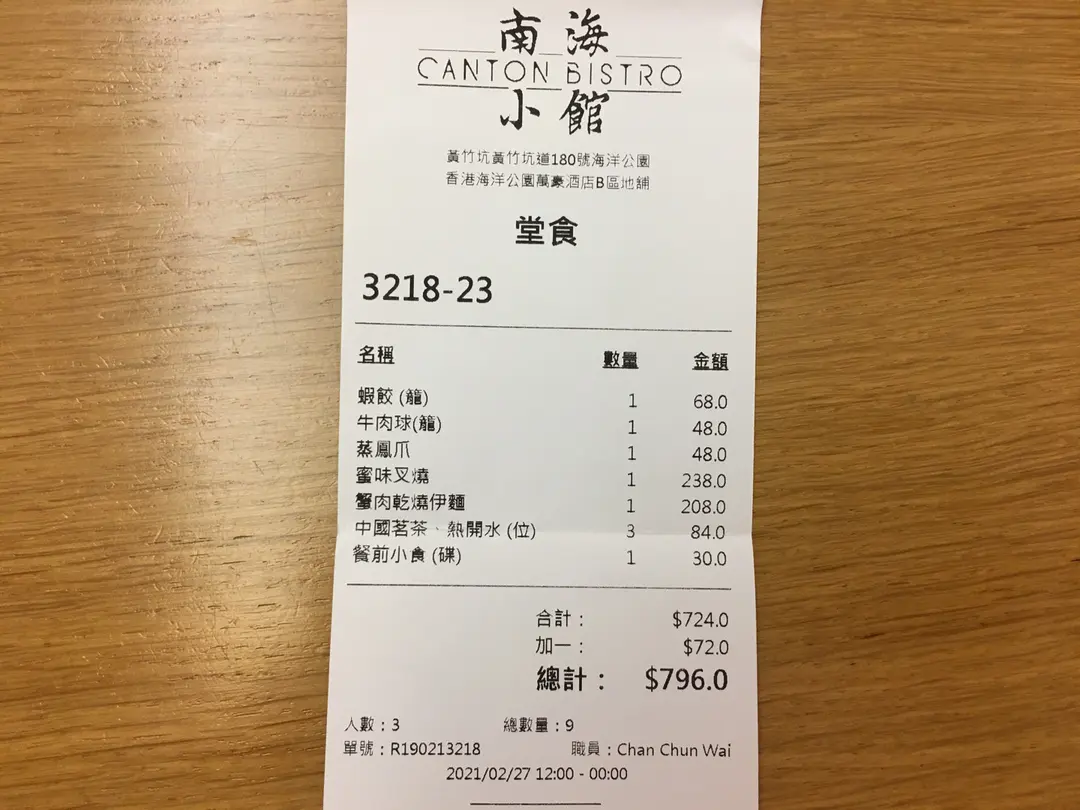 南海
CANTON BISTRO
小館
黃竹坑黃竹坑道180號海洋公園
香港海洋公園萬豪酒店B區地舖
堂食
3218-23
名稱 數量 金額
蝦餃 (籠) 1 68.0
牛肉球(籠) 1 48.0
蒸鳳爪 1 48.0
蜜味叉燒 1 238.0
蟹肉乾燒伊麵 1 208.0
中國茗茶、熱開水 (位) 3 84.0
餐前小食 (碟) 1 30.0
合計： $724.0
加一： $72.0
總計： $796.0
人數：3 總數量：9
單號：R190213218 職員：Chan Chun Wai
2021/02/27 12:00 - 00:00